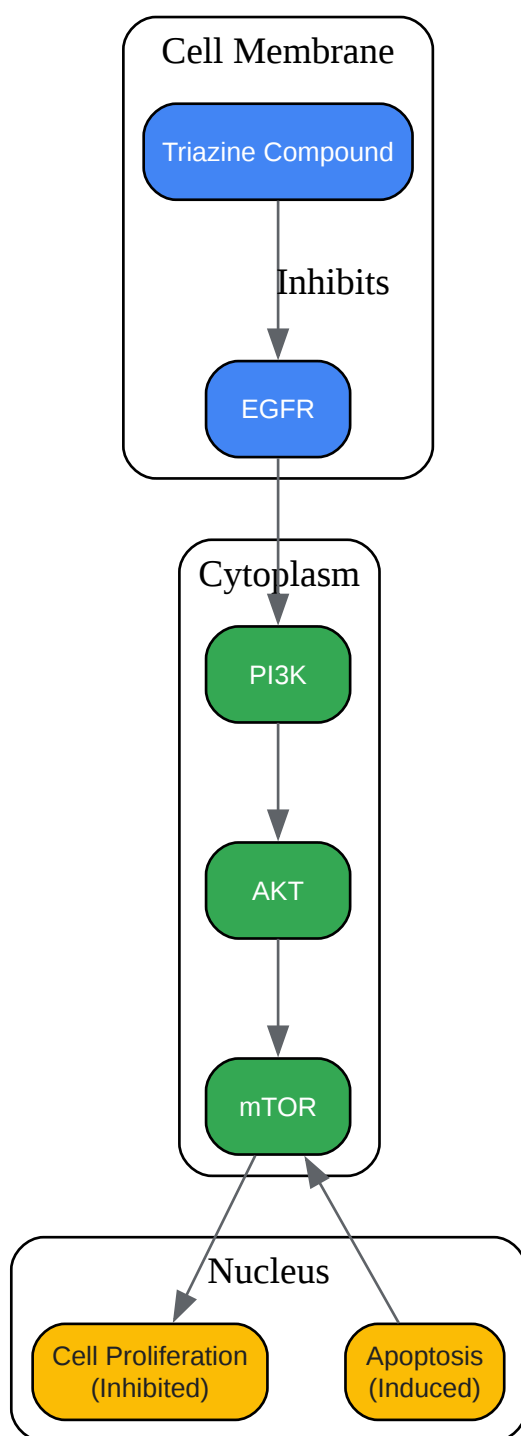 Cell Membrane
Triazine Compound
Inhibits
EGFR
Cytoplasm
PI3K
AKT
mTOR
Nucleus
Cell Proliferation
(Inhibited)
Apoptosis
(Induced)